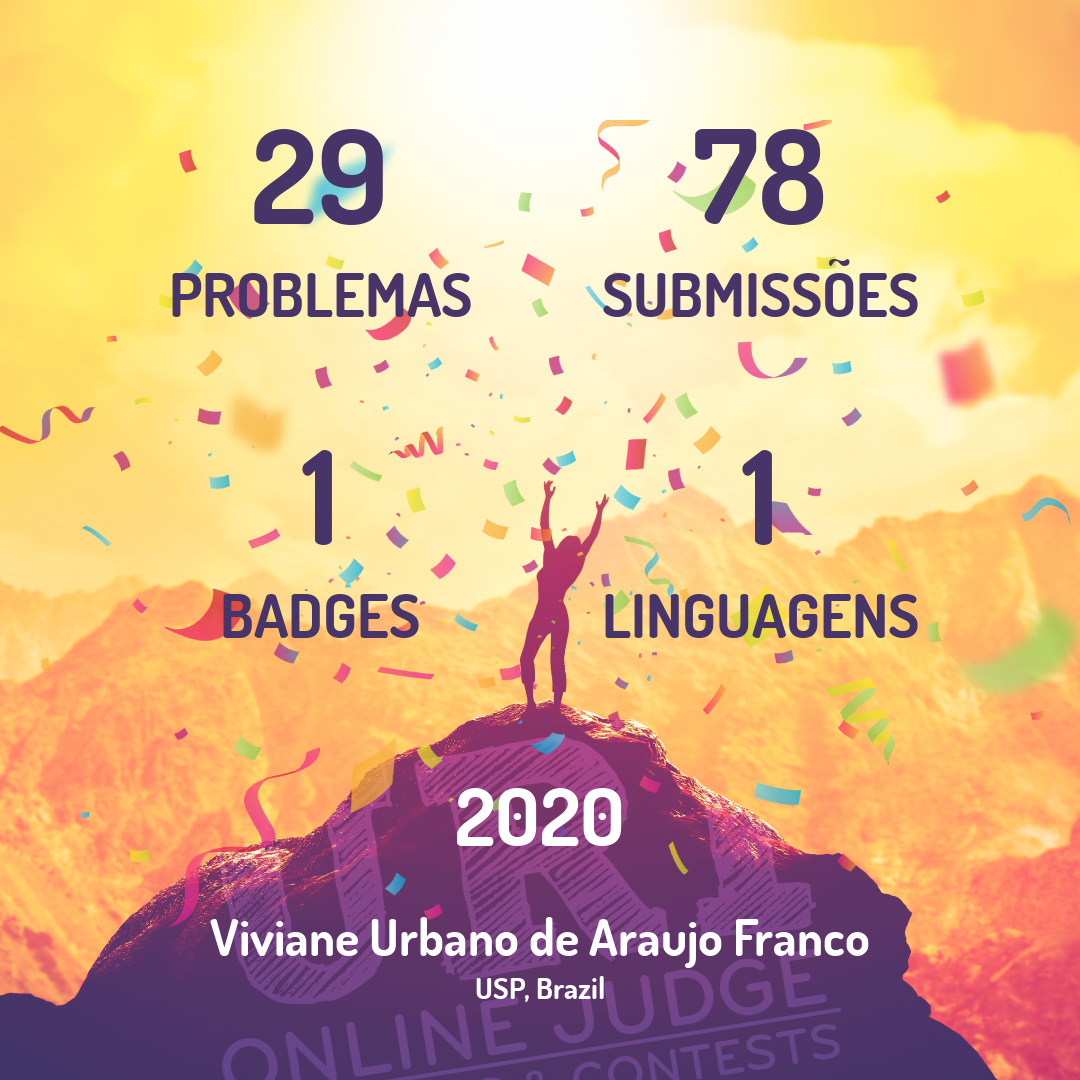 29
78
PROBLEMAS
SUBMISSÕES
1
1
BADGES
LINGUAGENS
2020
URI
Viviane Urbano de Araujo Franco
USP, Brazil
ONLINE JUDGE
& CONTESTS